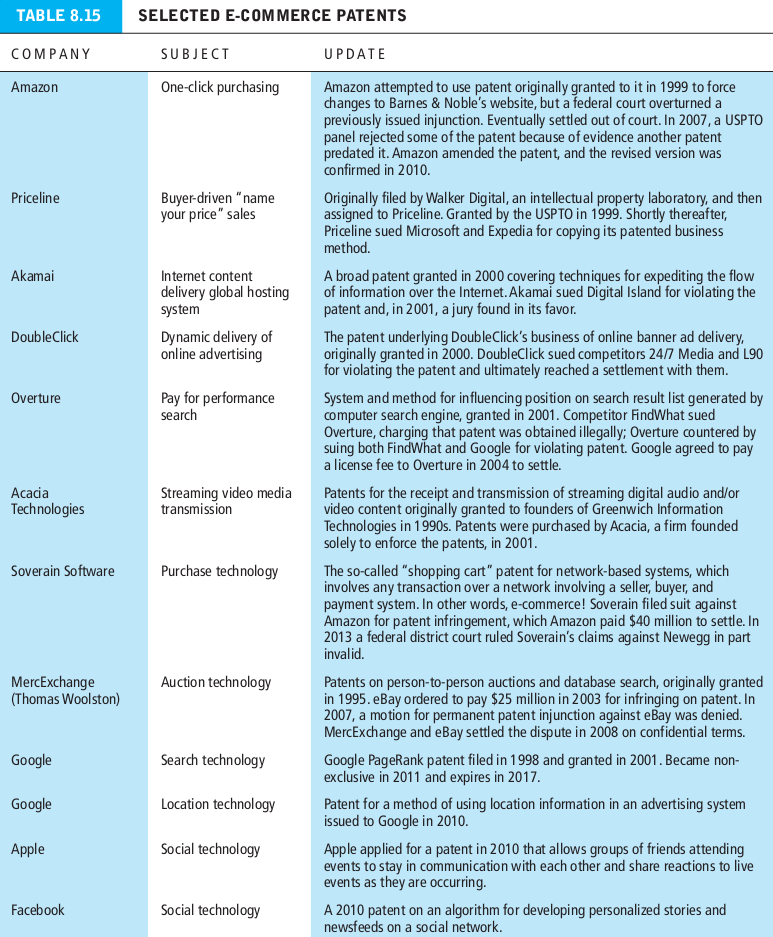 TABLE 8.15 SELECTED E-COMMERCE PATENTS
COMPANY SUBJECT UPDATE
Amazon One-click purchasing Amazon attempted to use patent originally granted to it in 1999 to force
changes to Barnes & Noble's website, but a federal court overturned a
previously issued injunction. Eventually settled out of court. In 2007, a USPTO
panel rejected some of the patent because of evidence another patent
predated it. Amazon amended the patent, and the revised version was
confirmed in 2010.
Priceline Buyer-driven “name Originally filed by Walker Digital, an intellectual property laboratory, and then
your price” sales assigned to Priceline. Granted by the USPTO in 1999. Shortly thereafter,
Priceline sued Microsoft and Expedia for copying its patented business
method.
Akamai Internet content A broad patent granted in 2000 covering techniques for expediting the flow
delivery global hosting of information over the Internet. Akamai sued Digital Island for violating the
system patent and, in 2001, a jury found in its favor.
DoubleClick Dynamic delivery of The patent underlying DoubleClick's business of online banner ad delivery,
online advertising originally granted in 2000. DoubleClick sued competitors 24/7 Media and L90
for violating the patent and ultimately reached a settlement with them.
Overture Pay for performance System and method for influencing position on search result list generated by
search computer search engine, granted in 2001. Competitor FindWhat sued
Overture, charging that patent was obtained illegally; Overture countered by
suing both FindWhat and Google for violating patent. Google agreed to pay
a license fee to Overture in 2004 to settle.
Acacia Streaming video media Patents for the receipt and transmission of streaming digital audio and/or
Technologies transmission video content originally granted to founders of Greenwich Information
Technologies in 1990s. Patents were purchased by Acacia, a firm founded
solely to enforce the patents, in 2001.
Soverain Software Purchase technology The so-called “shopping cart” patent for network-based systems, which
involves any transaction over a network involving a seller, buyer, and
payment system. In other words, e-commerce! Soverain filed suit against
Amazon for patent infringement, which Amazon paid $40 million to settle. In
2013 a federal district court ruled Soverain's claims against Newegg in part
invalid.
MercExchange Auction technology Patents on person-to-person auctions and database search, originally granted
(Thomas Woolston) in 1995. eBay ordered to pay $25 million in 2003 for infringing on patent. In
2007, a motion for permanent patent injunction against eBay was denied.
MercExchange and eBay settled the dispute in 2008 on confidential terms.
Google Search technology Google PageRank patent filed in 1998 and granted in 2001. Became non-
exclusive in 2011 and expires in 2017.
Google Location technology Patent for a method of using location information in an advertising system
issued to Google in 2010.
Apple Social technology Apple applied for a patent in 2010 that allows groups of friends attending
events to stay in communication with each other and share reactions to live
events as they are occurring.
Facebook Social technology A 2010 patent on an algorithm for developing personalized stories and
newsfeeds on a social network.